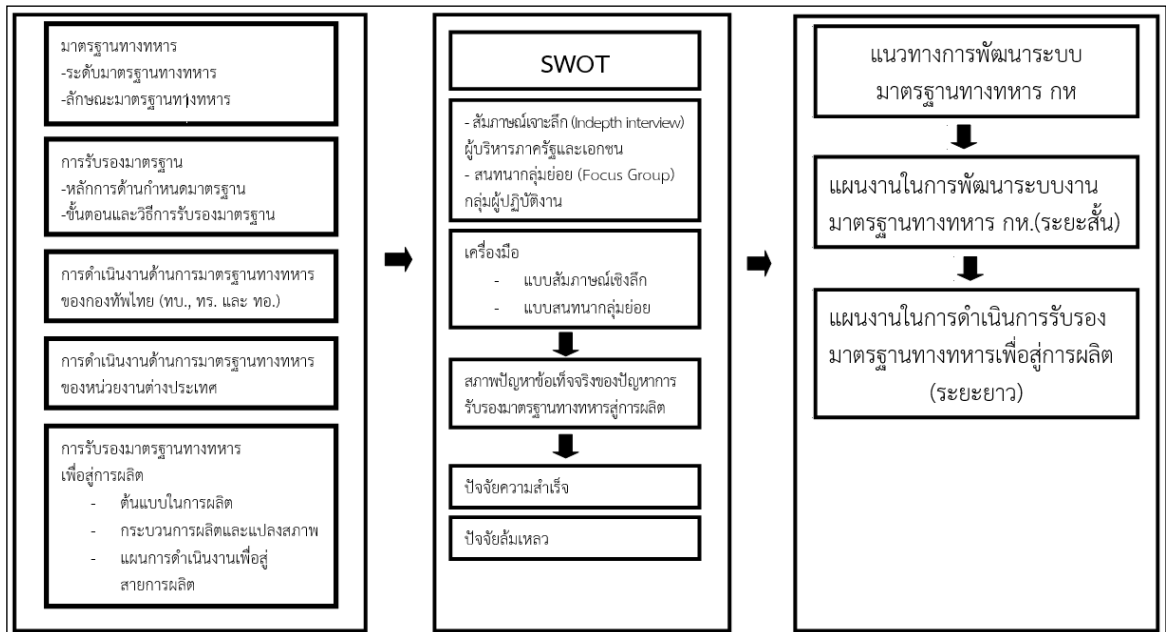 มาตรฐานทางทหาร
-ระดับมาตรฐานทางทหาร
-ลักษณะมาตรฐานทางทหาร
การรับรองมาตรฐาน
-หลักการด้านกำหนดมาตรฐาน
-ขั้นตอนและวิธีการรับรองมาตรฐาน
การดำเนินงานด้านการมาตรฐานทางทหาร
ของกองทัพไทย (ทบ., ทร. และ ทอ.)
การดำเนินงานด้านการมาตรฐานทางทหาร
ของหน่วยงานต่างประเทศ
การรับรองมาตรฐานทางทหาร
เพื่อสู่การผลิต
- ต้นแบบในการผลิต
- กระบวนการผลิตและแปลงสภาพ
- แผนการดำเนินงานเพื่อสู่
สายการผลิต
SWOT
- สัมภาษณ์เจาะลึก (Indepth interview)
ผู้บริหารภาครัฐและเอกชน
- สนทนากลุ่มย่อย (Focus Group)
กลุ่มผู้ปฏิบัติงาน
เครื่องมือ
- แบบสัมภาษณ์เชิงลึก
- แบบสนทนากลุ่มย่อย
สภาพปัญหาข้อเท็จจริงของปัญหาการ
รับรองมาตรฐานทางทหารสู่การผลิต
ปัจจัยความสำเร็จ
ปัจจัยล้มเหลว
แนวทางการพัฒนาระบบ
มาตรฐานทางทหาร กห
แผนงานในการพัฒนาระบบงาน
มาตรฐานทางทหาร กห.(ระยะสั้น)
แผนงานในการดำเนินการรับรอง
มาตรฐานทางทหารเพื่อสู่การผลิต
(ระยะยาว)